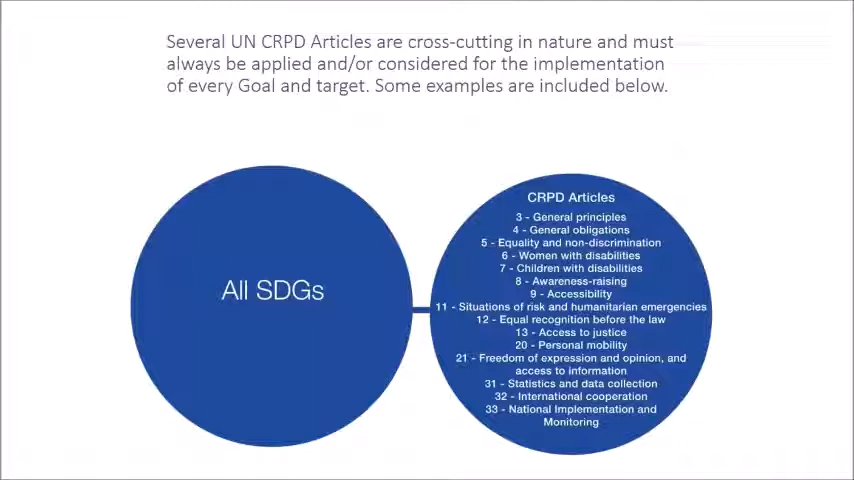 Several UN CRPD Articles are cross-cutting in nature and must
always be applied and/or considered for the implementation
of every Goal and target. Some examples are included below.
All SDGs
CRPD Articles
3 - General principles
4 - General obligations
5 - Equality and non-discrimination
6 - Women with disabilities
7 - Children with disabilities
8 - Awareness-raising
9 - Accessibility
11 - Situations of risk and humanitarian emergencies
12 - Equal recognition before the law
13 - Access to justice
20 - Personal mobility
21 - Freedom of expression and opinion, and
access to information
31 - Statistics and data collection
32 - International cooperation
33 - National Implementation and
Monitoring